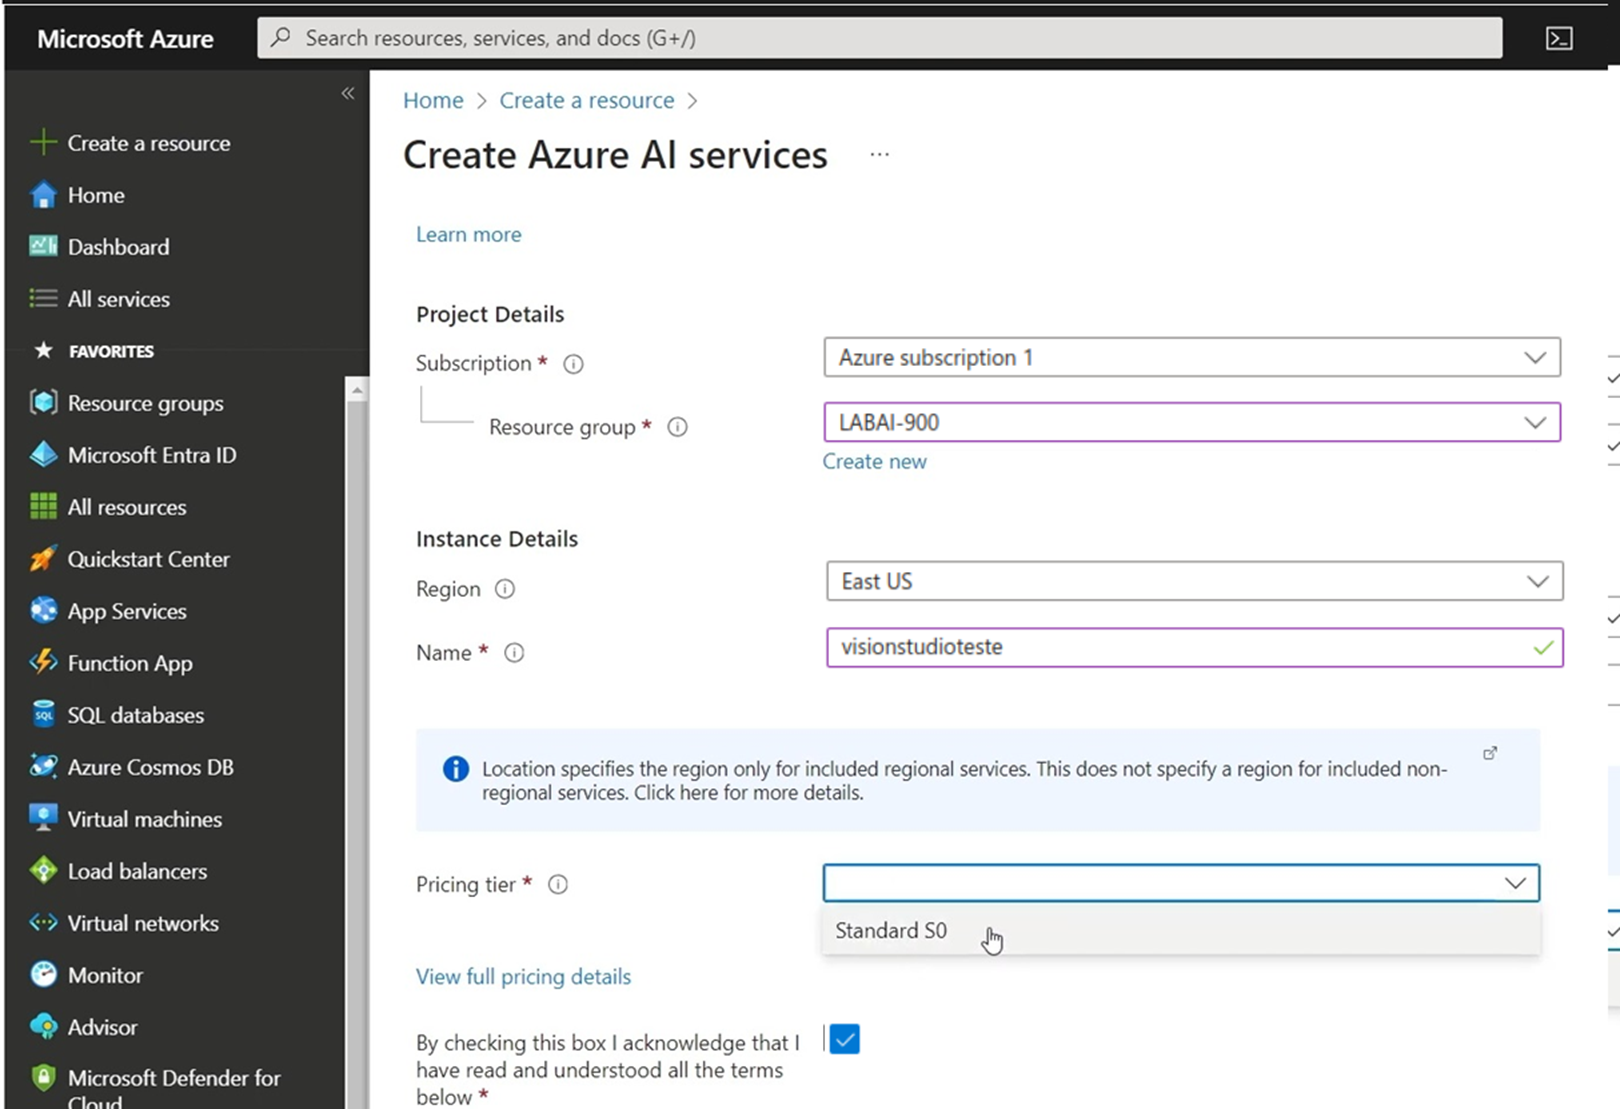 Microsoft Azure
Search resources, services, and docs (G+/)
Create a resource
Home
Dashboard
All services
FAVORITES
Resource groups
Microsoft Entra ID
All resources
Quickstart Center
App Services
Function App
SQL databases
Azure Cosmos DB
Virtual machines
Load balancers
Virtual networks
Monitor
Advisor
Microsoft Defender for
Cloud
Home > Create a resource >
Create Azure AI services ...
Learn more
Project Details
Subscription *
Azure subscription 1
Resource group *
LABAI-900
Create new
Instance Details
Region
East US
Name *
visionstudioteste
Location specifies the region only for included regional services. This does not specify a region for included non-
regional services. Click here for more details.
Pricing tier *
Standard S0
View full pricing details
By checking this box I acknowledge that I
have read and understood all the terms
below *